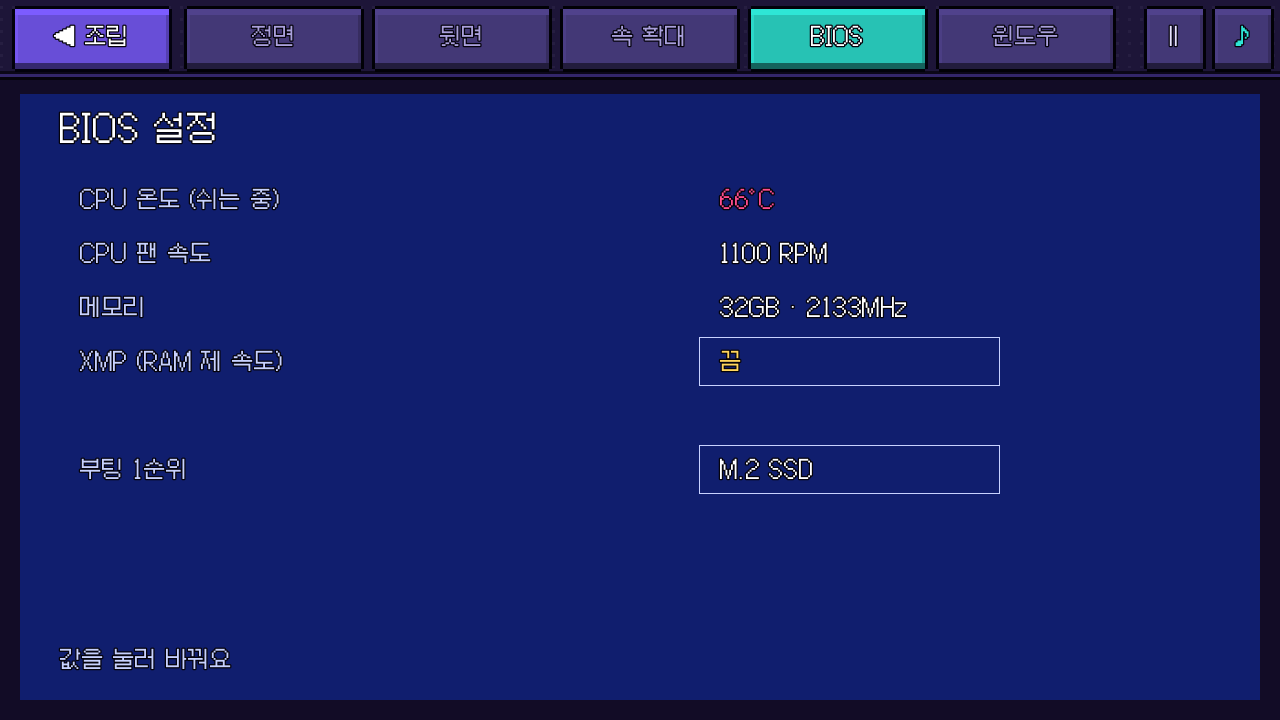 ◀ 조립
정면
뒷면
속 확대
BIOS
윈도우
||
♪
BIOS 설정
CPU 온도 (쉬는 중)
66°C
CPU 팬 속도
1100 RPM
메모리
32GB · 2133MHz
XMP (RAM 제 속도)
끔
부팅 1순위
M.2 SSD
값을 눌러 바꿔요